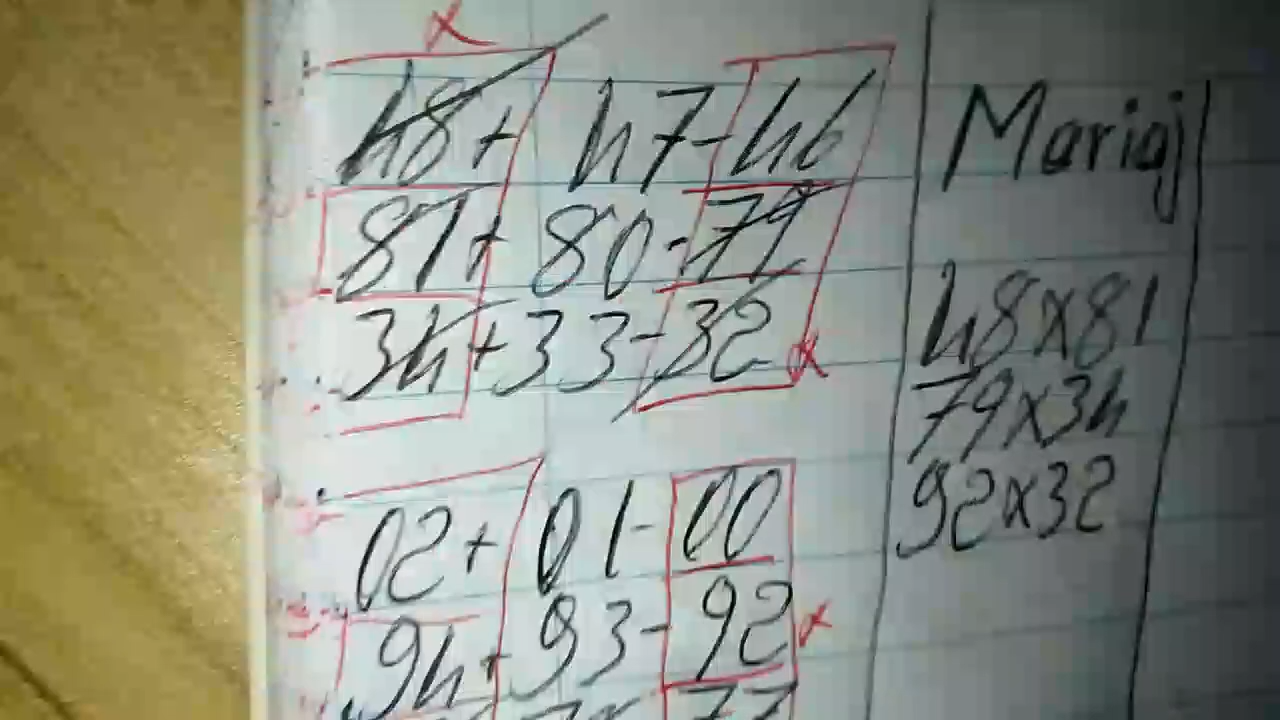 48+ 47-46
81+ 80-79
34+33-32
02+ 01-00
94+93-92
77
Mariaj
48x81
79x34
92x32